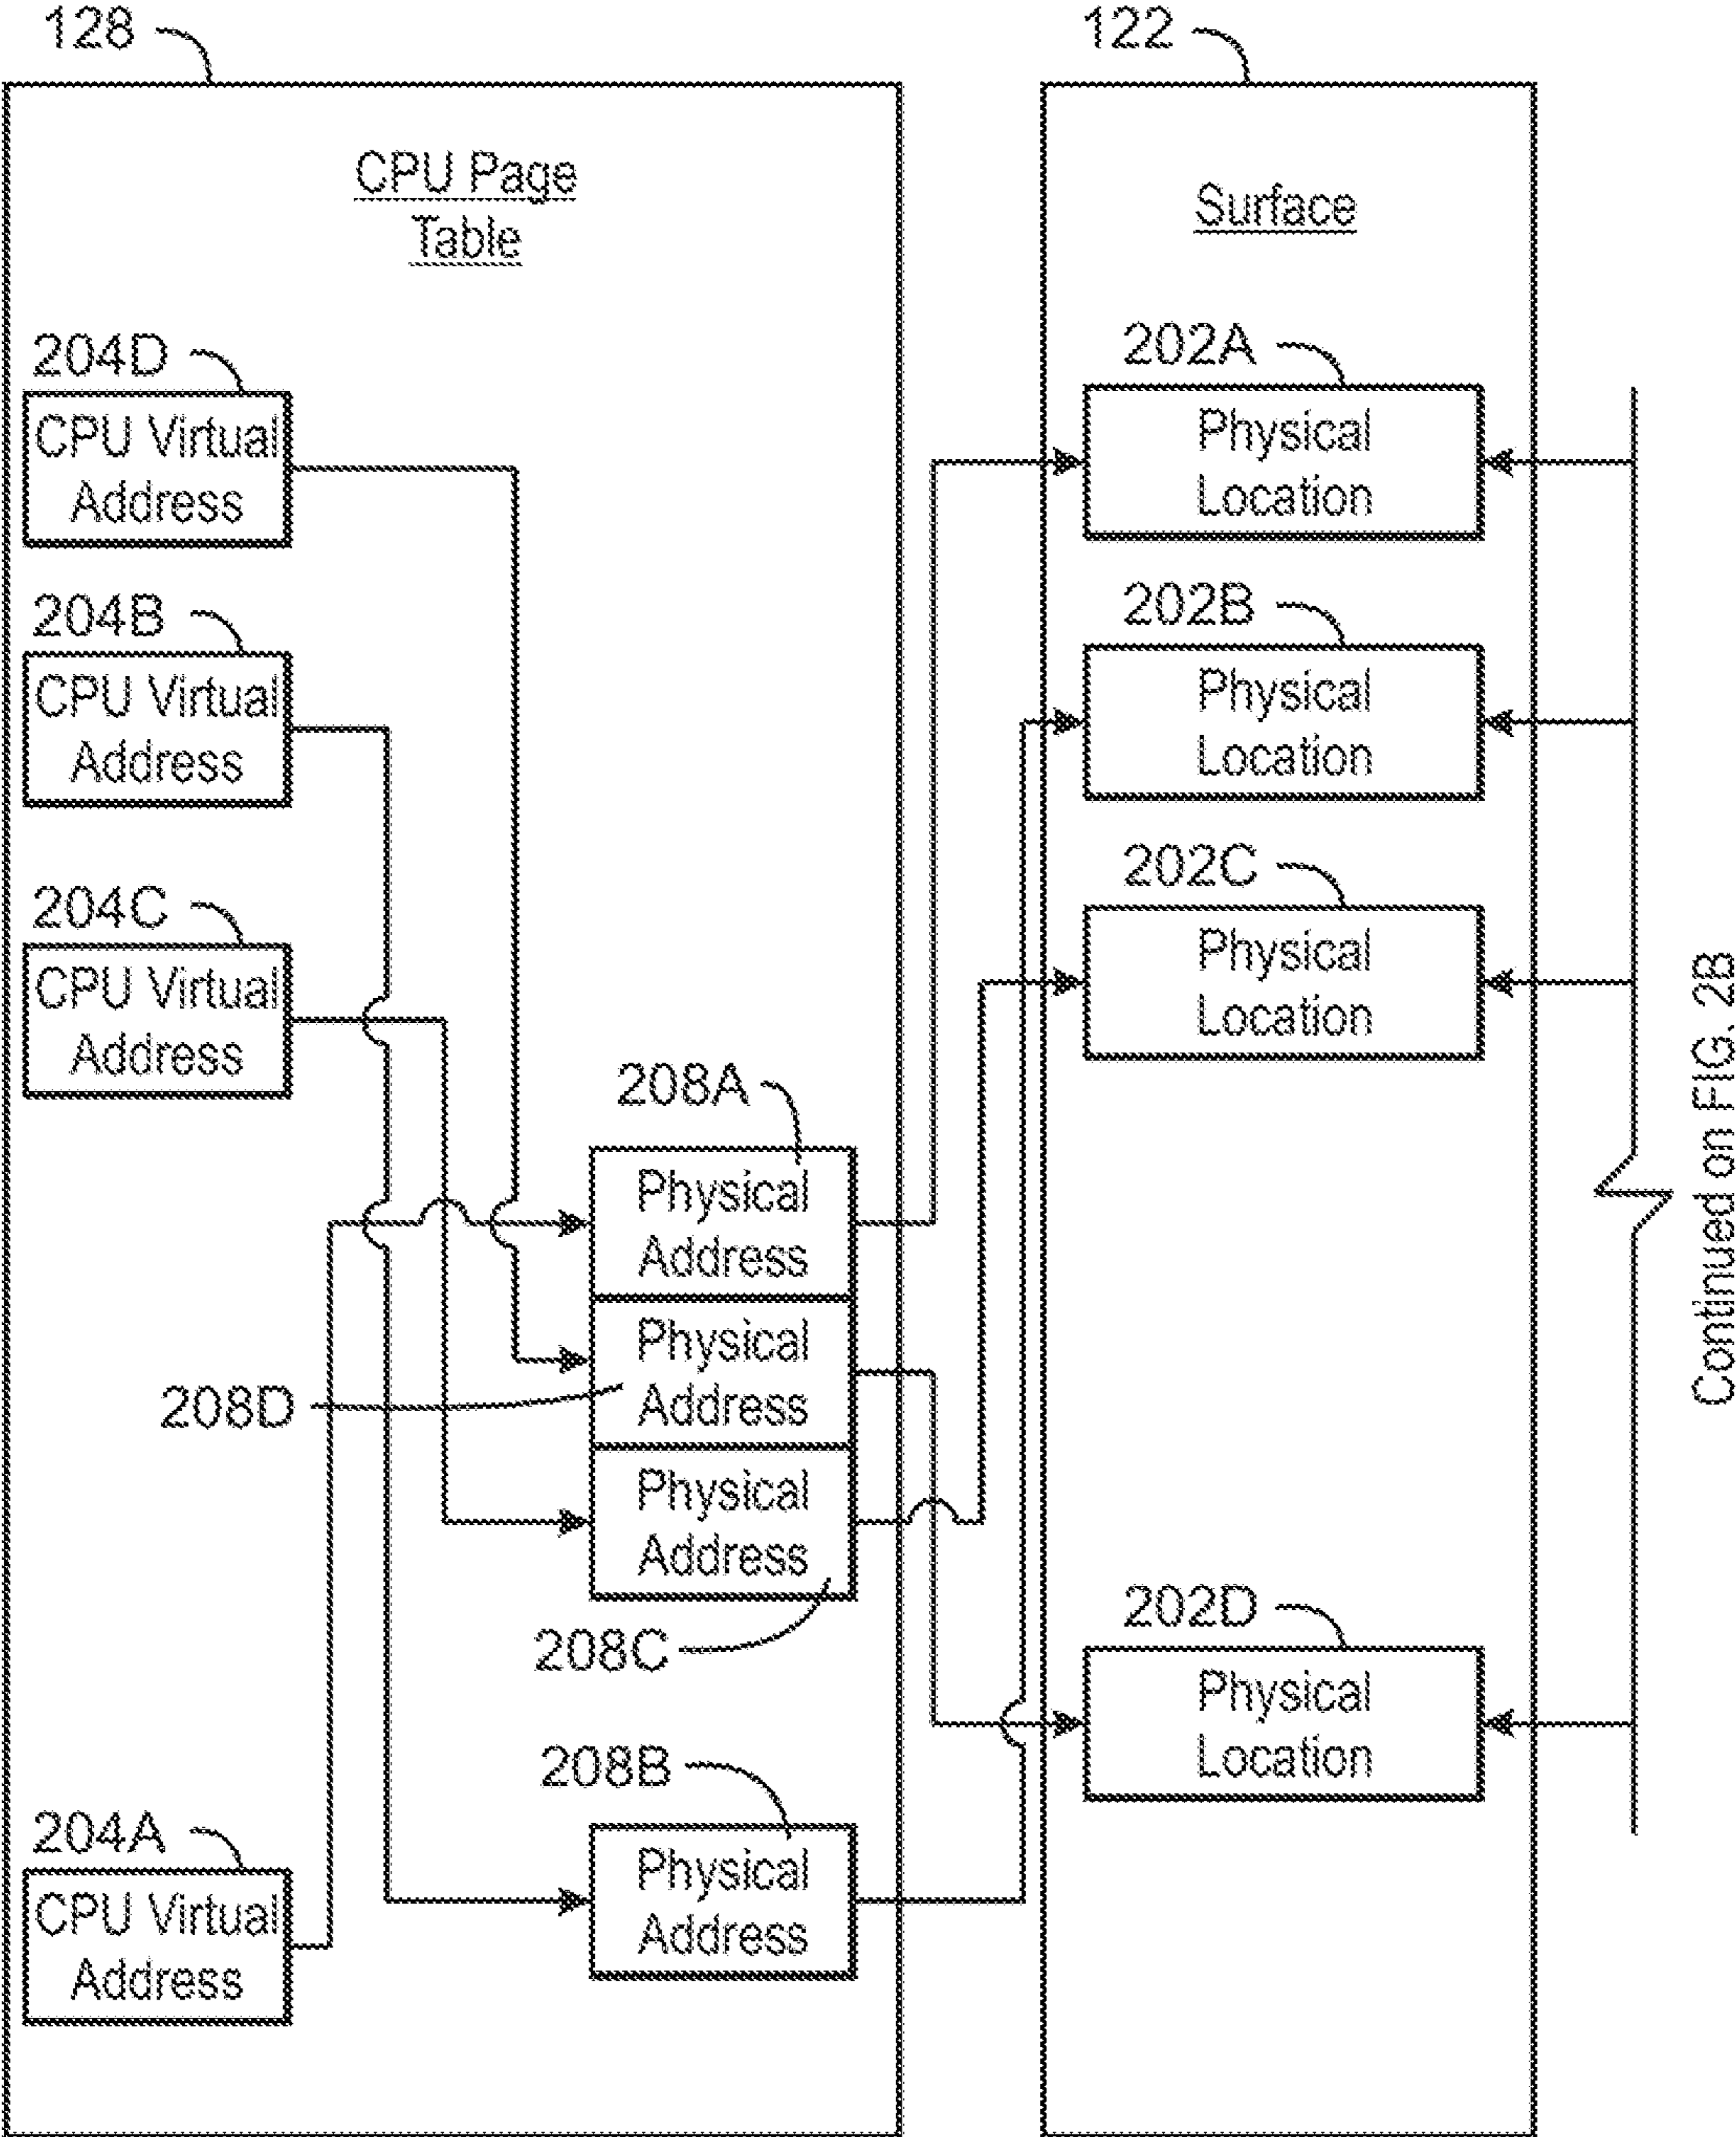 128
122
CPU Page
Table
Surface
204D
CPU Virtual
Address
204B
CPU Virtual
Address
204C
CPU Virtual
Address
208A
Physical
Address
Physical
Address
208D
Physical
Address
208C
208B
Physical
Address
204A
CPU Virtual
Address
202A
Physical
Location
202B
Physical
Location
202C
Physical
Location
202D
Physical
Location
Continued on FIG. 2B